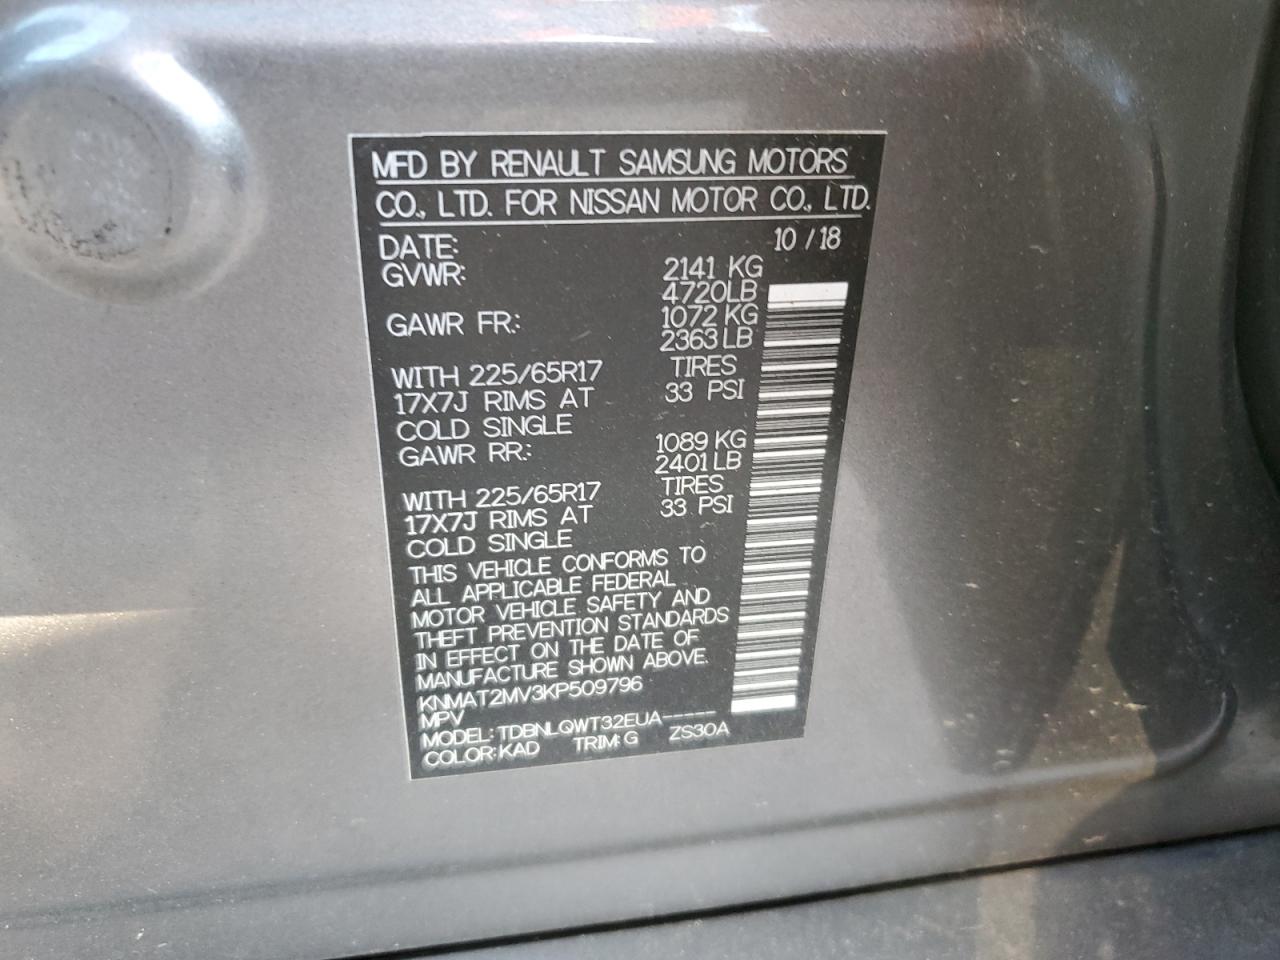 MFD BY RENAULT SAMSUNG MOTORS
CO., LTD. FOR NISSAN MOTOR CO., LTD.
DATE: 10 / 18
GVWR: 2141 KG
4720LB
GAWR FR.: 1072 KG
2363 LB
WITH 225/65R17 TIRES
17X7J RIMS AT 33 PSI
COLD SINGLE
GAWR RR.: 1089 KG
2401 LB
WITH 225/65R17 TIRES
17X7J RIMS AT 33 PSI
COLD SINGLE
THIS VEHICLE CONFORMS TO
ALL APPLICABLE FEDERAL
MOTOR VEHICLE SAFETY AND
THEFT PREVENTION STANDARDS
IN EFFECT ON THE DATE OF
MANUFACTURE SHOWN ABOVE.
KNMAT2MV3KP509796
MPV
MODEL: TDBNLQWT32EUA-----
COLOR: KAD TRIM: G ZS30A